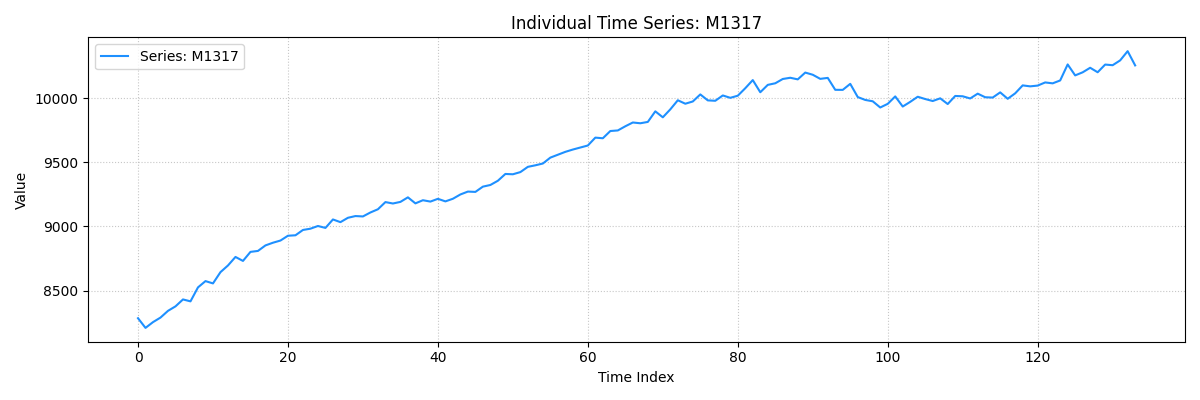 Individual Time Series: M1317
Series: M1317
Value
10000
9500
9000
8500
0 20 40 60 80 100 120
Time Index